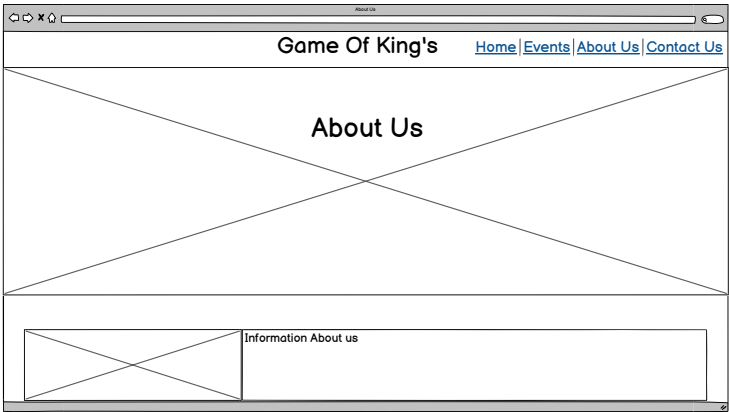 About Us
Game Of King's
Home Events About Us Contact Us
About Us
Information About us